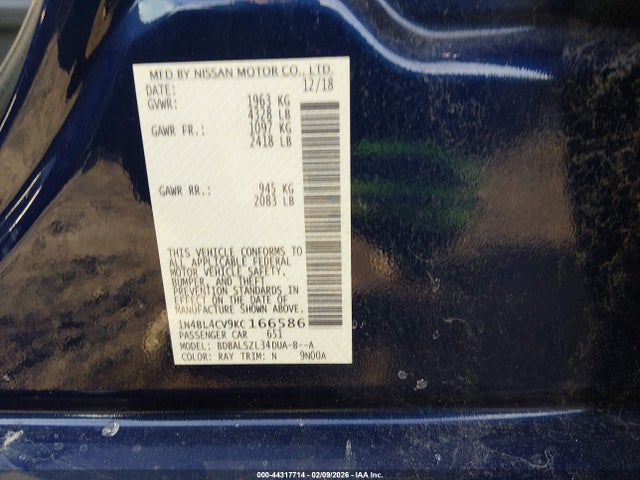 MFD BY NISSAN MOTOR CO., LTD.
DATE: 12/18
GVWR: 1963 KG
4328 LB
GAWR FR.: 1097 KG
2418 LB
GAWR RR.: 945 KG
2083 LB
THIS VEHICLE CONFORMS TO
ALL APPLICABLE FEDERAL
MOTOR VEHICLE SAFETY,
BUMPER, AND THEFT
PREVENTION STANDARDS IN
EFFECT ON THE DATE OF
MANUFACTURE SHOWN ABOVE.
1N4BL4CV9KC166586
PASSENGER CAR 651
MODEL: BDBALSZL34DUA-B--A
COLOR: RAY TRIM: N 9N00A
000-44317714 - 02/09/2026 - IAA Inc.